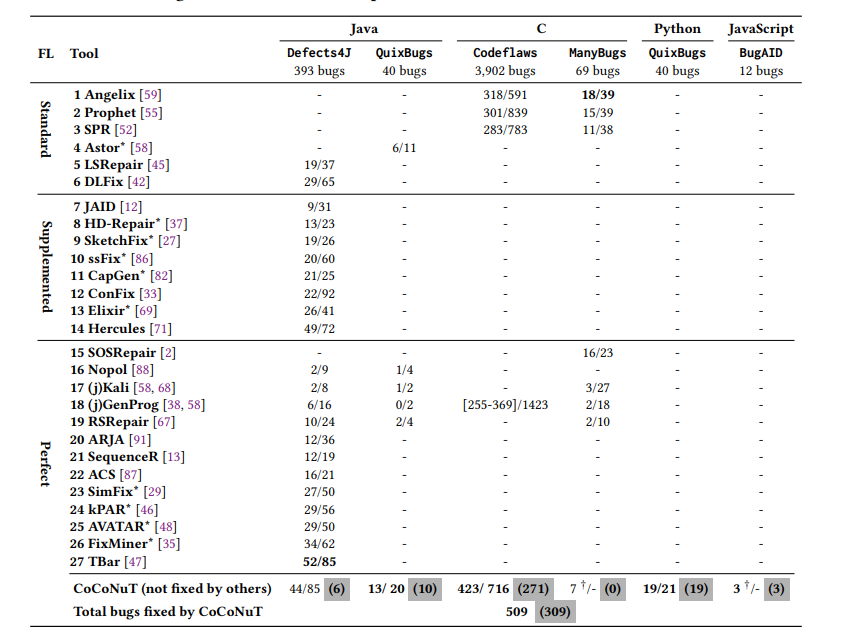 Java C Python JavaScript
FL Tool Defects4J QuixBugs Codeflaws ManyBugs QuixBugs BugAID
393 bugs 40 bugs 3,902 bugs 69 bugs 40 bugs 12 bugs
Standard
1 Angelix [59] - - 318/591 18/39 - -
2 Prophet [55] - - 301/839 15/39 - -
3 SPR [52] - - 283/783 11/38 - -
4 Astor* [58] - 6/11 - - - -
5 LSRepair [45] 19/37 - - - - -
6 DLFix [42] 29/65 - - - - -
Supplemented
7 JAID [12] 9/31 - - - - -
8 HD-Repair* [37] 13/23 - - - - -
9 SketchFix* [27] 19/26 - - - - -
10 ssFix* [86] 20/60 - - - - -
11 CapGen* [82] 21/25 - - - - -
12 ConFix [33] 22/92 - - - - -
13 Elixir* [69] 26/41 - - - - -
14 Hercules [71] 49/72 - - - - -
Perfect
15 SOSRepair [2] - - - 16/23 - -
16 Nopol [88] 2/9 1/4 - - - -
17 (j)Kali [58, 68] 2/8 1/2 - 3/27 - -
18 (j)GenProg [38, 58] 6/16 0/2 [255-369]/1423 2/18 - -
19 RSRepair [67] 10/24 2/4 - 2/10 - -
20 ARJA [91] 12/36 - - - - -
21 SequenceR [13] 12/19 - - - - -
22 ACS [87] 16/21 - - - - -
23 SimFix* [29] 27/50 - - - - -
24 kPAR* [46] 29/56 - - - - -
25 AVATAR* [48] 29/50 - - - - -
26 FixMiner* [35] 34/62 - - - - -
27 TBar [47] 52/85 - - - - -
CoCoNuT (not fixed by others) 44/85 (6) 13/ 20 (10) 423/ 716 (271) 7 †/- (0) 19/21 (19) 3 †/- (3)
Total bugs fixed by CoCoNuT 509 (309)